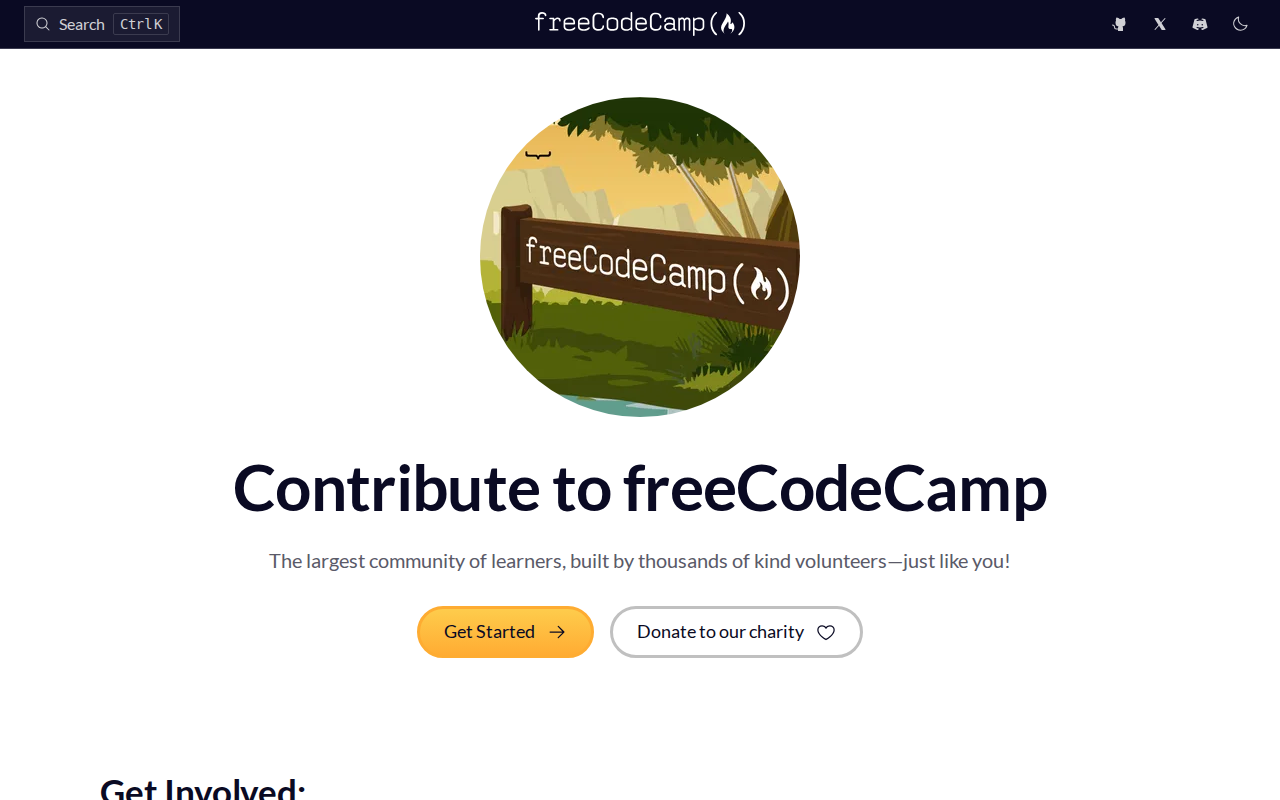 Search Ctrl K
freeCodeCamp(
freeCodeCamp(
Contribute to freeCodeCamp
The largest community of learners, built by thousands of kind volunteers—just like you!
Get Started
Donate to our charity
Get Involved: